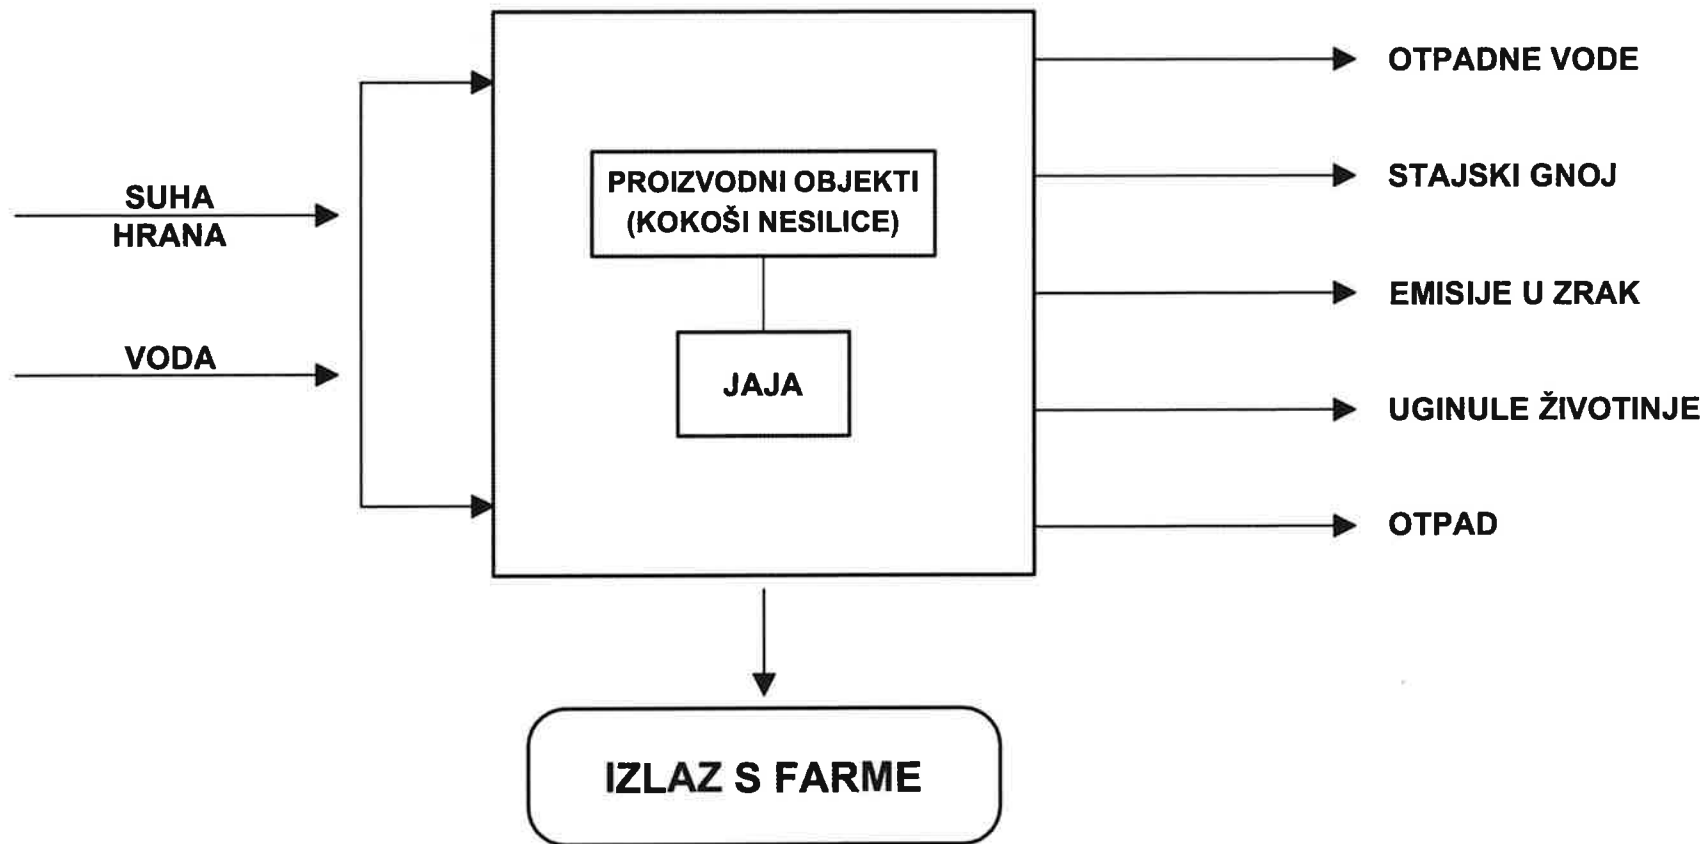 SUHA
HRANA
VODA
PROIZVODNI OBJEKTI
(KOKOŠI NESILICE)
JAJA
OTPADNE VODE
STAJSKI GNOJ
EMISIJE U ZRAK
UGINULE ŽIVOTINJE
OTPAD
IZLAZ S FARME